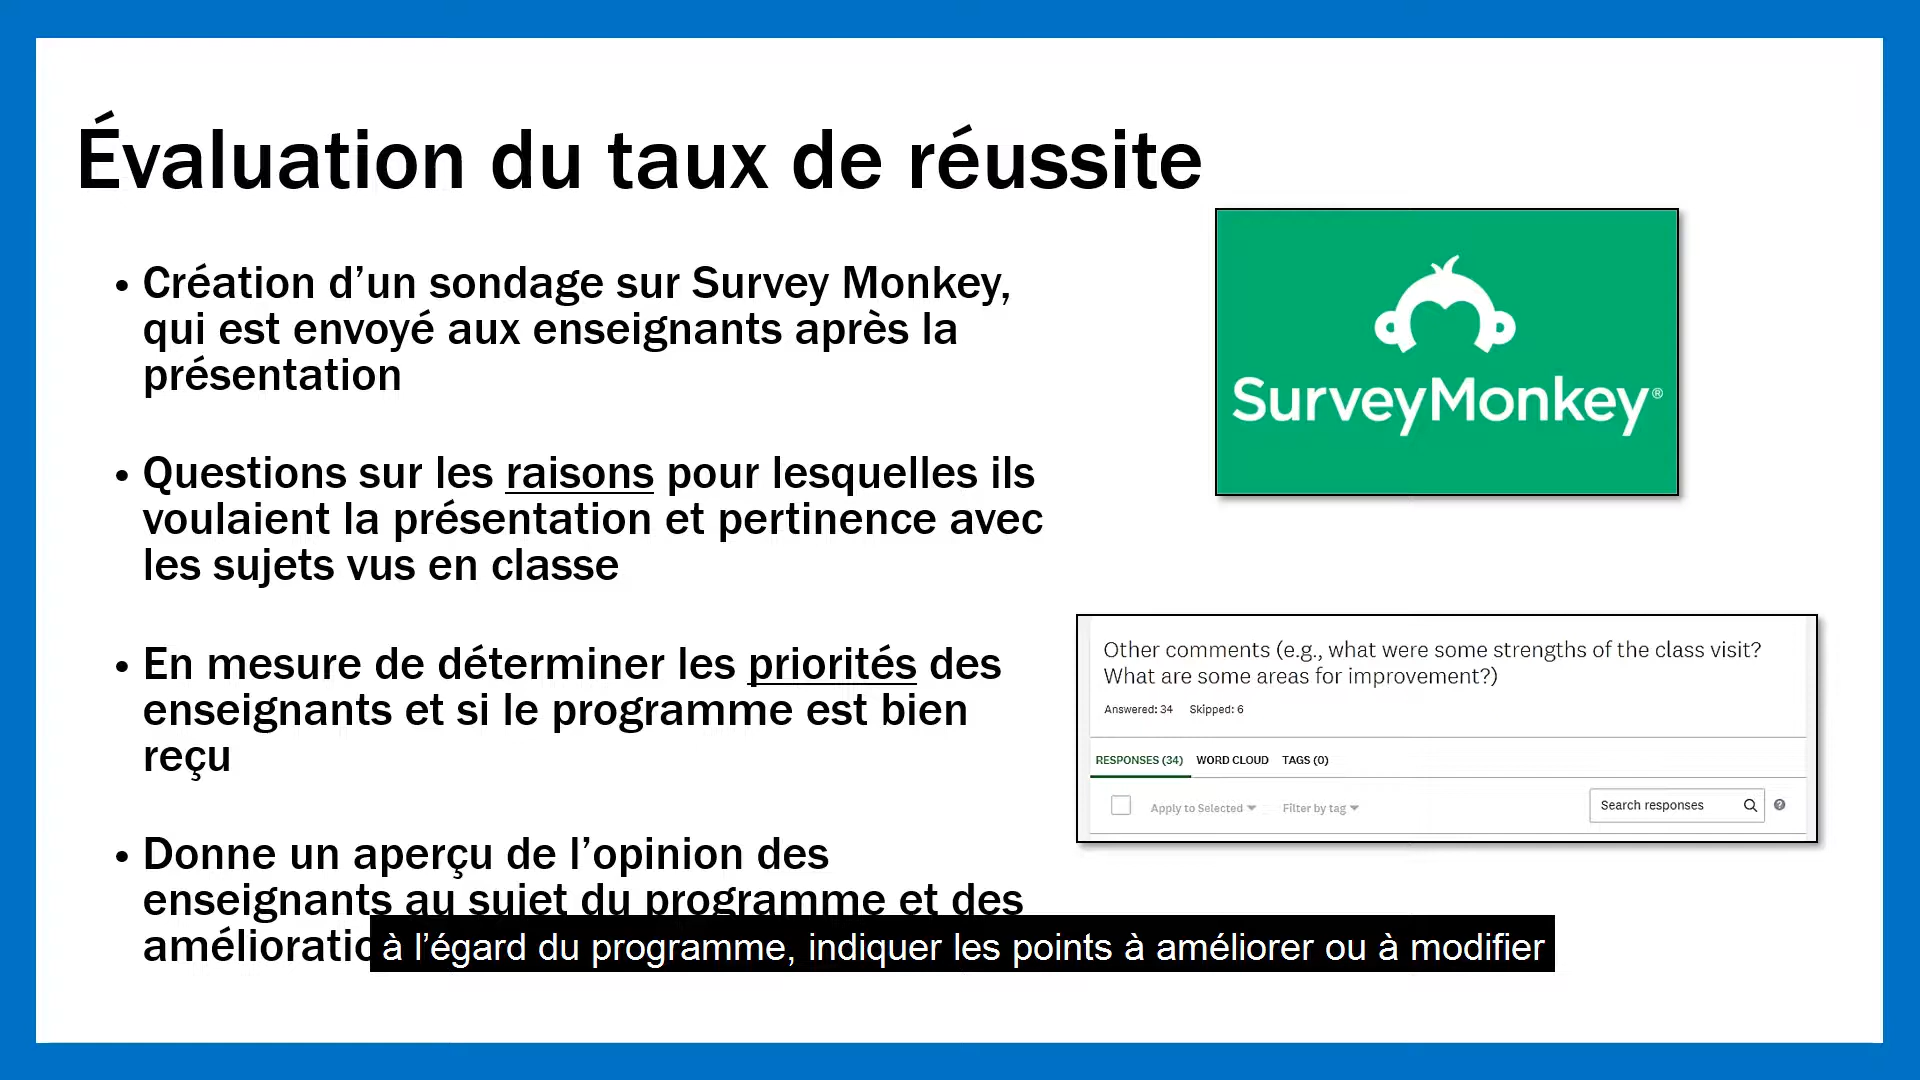 Évaluation du taux de réussite
• Création d’un sondage sur Survey Monkey,
qui est envoyé aux enseignants après la
présentation
• Questions sur les raisons pour lesquelles ils
voulaient la présentation et pertinence avec
les sujets vus en classe
• En mesure de déterminer les priorités des
enseignants et si le programme est bien
reçu
• Donne un aperçu de l’opinion des
enseignants au sujet du programme et des
SurveyMonkey®
Other comments (e.g., what were some strengths of the class visit?
What are some areas for improvement?)
Answered: 34 Skipped: 6
RESPONSES (34) WORD CLOUD TAGS (0)
Apply to Selected Filter by tag Search responses
à l’égard du programme, indiquer les points à améliorer ou à modifier